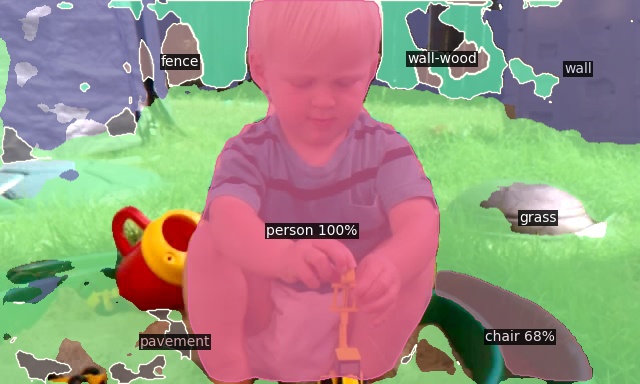 fence
wall-wood
wall
grass
person 100%
chair 68%
pavement